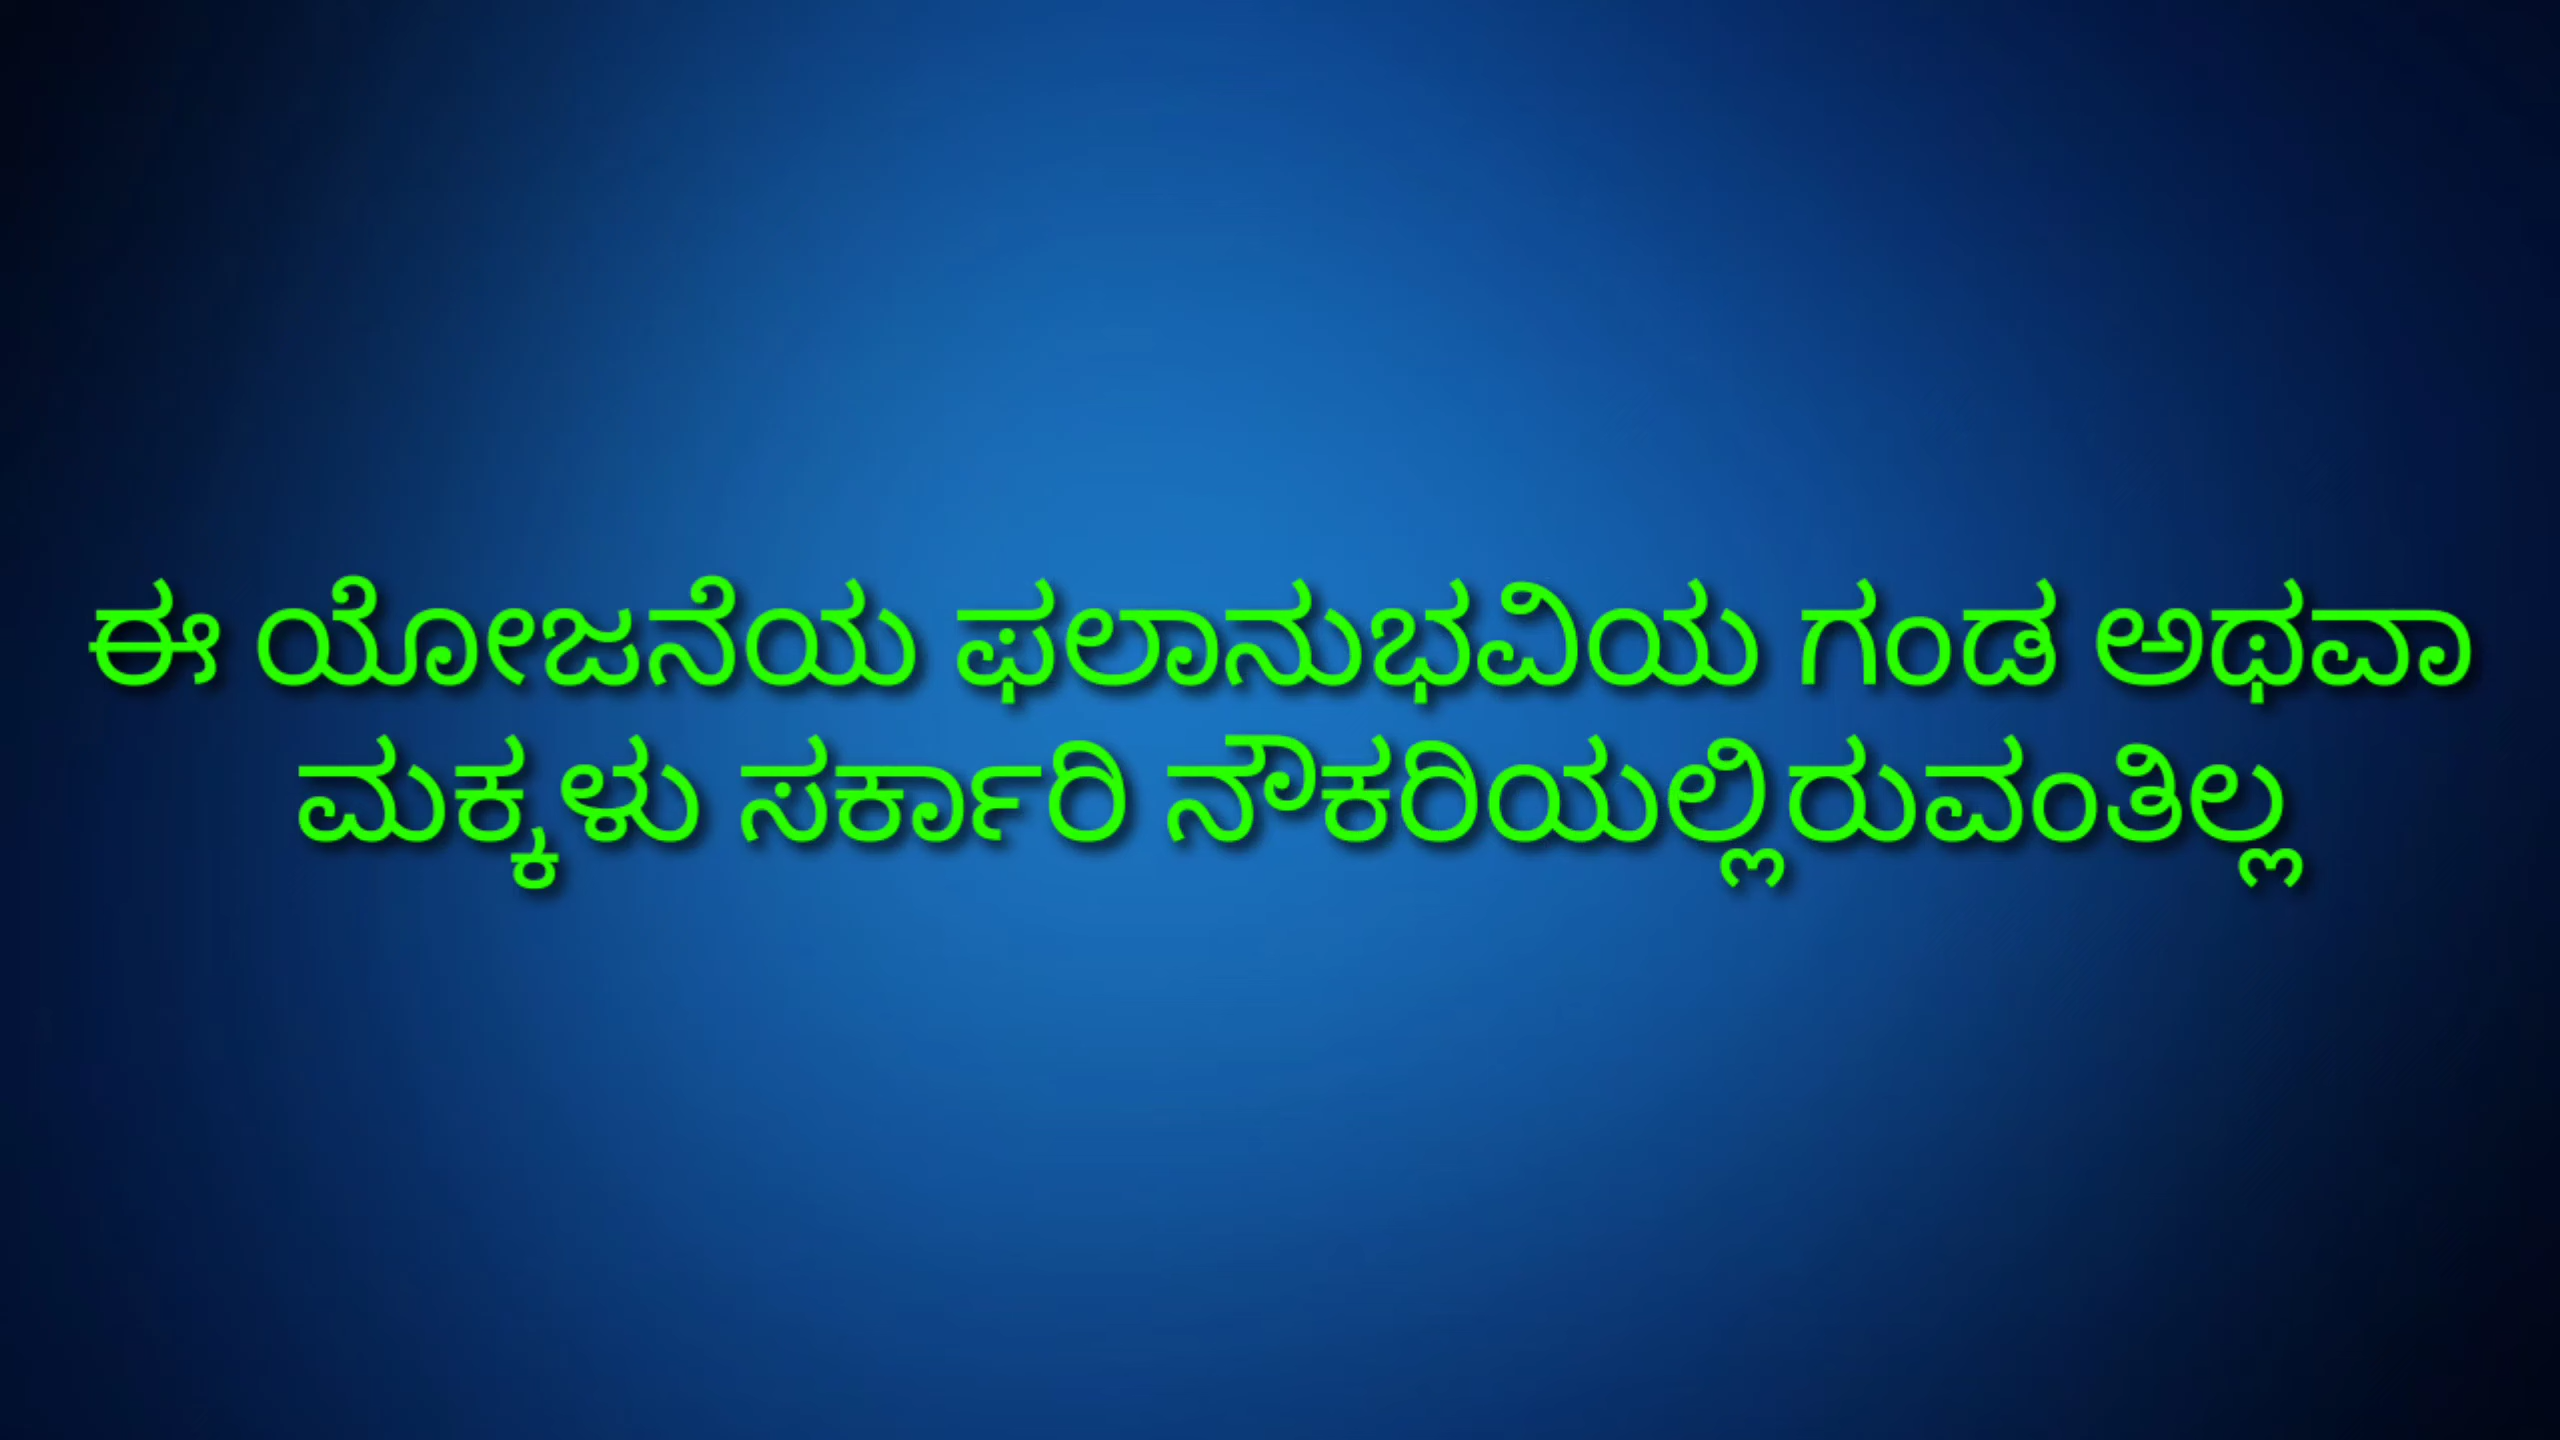 ಈ ಯೋಜನೆಯ ಫಲಾನುಭವಿಯ ಗಂಡ ಅಥವಾ
ಮಕ್ಕಳು ಸರ್ಕಾರಿ ನೌಕರಿಯಲ್ಲಿರುವಂತಿಲ್ಲ